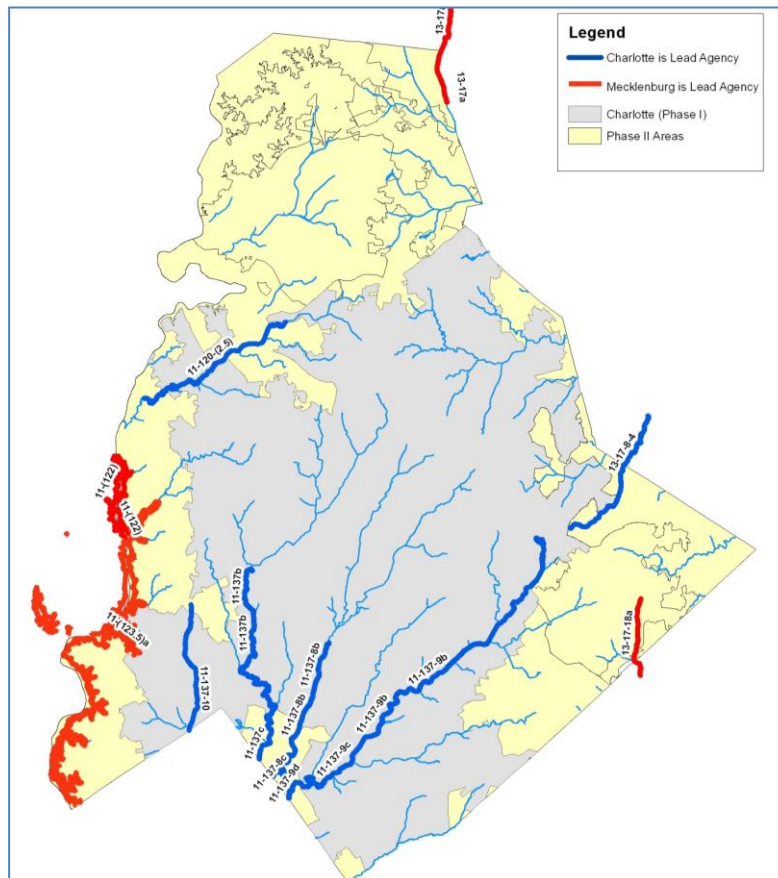 Legend
Charlotte is Lead Agency
Mecklenburg is Lead Agency
Charlotte (Phase I)
Phase II Areas
13-17a
13-17a
11-120-(2.5)
13-17-8-4
11-(122)
11-(122)
11-137b
11-137b
11-(123.5)a
13-17-18a
11-137-10
11-137-8b
11-137-8b
11-137-9b
11-137-9b
11-137c
11-137-9c
11-137-8c
11-137-9d